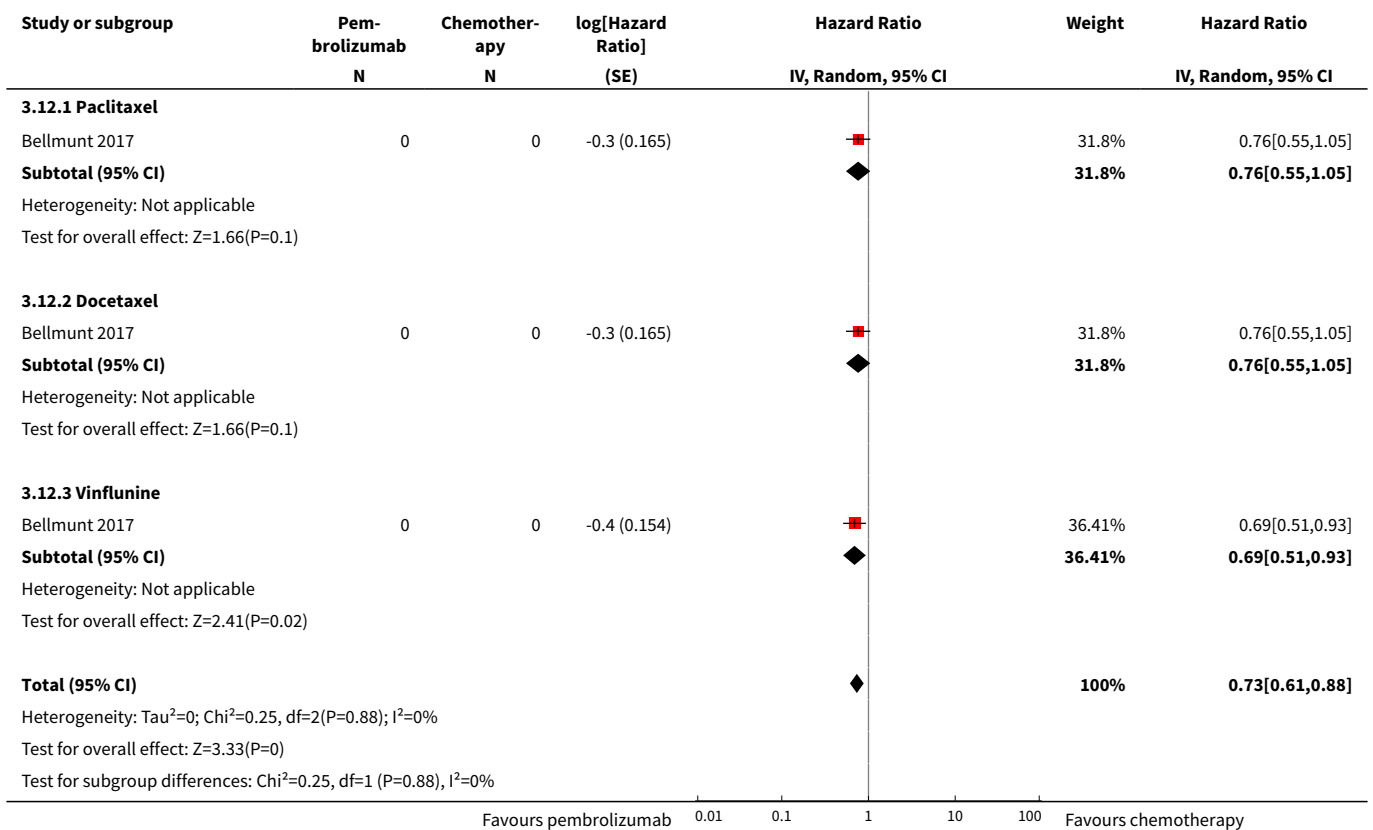 Study or subgroup Pem- Chemother- log[Hazard Hazard Ratio Weight Hazard Ratio
brolizumab apy Ratio]
N N (SE) IV, Random, 95% CI IV, Random, 95% CI
3.12.1 Paclitaxel
Bellmunt 2017 0 0 -0.3 (0.165) 31.8% 0.76[0.55,1.05]
Subtotal (95% CI) 31.8% 0.76[0.55,1.05]
Heterogeneity: Not applicable
Test for overall effect: Z=1.66(P=0.1)
3.12.2 Docetaxel
Bellmunt 2017 0 0 -0.3 (0.165) 31.8% 0.76[0.55,1.05]
Subtotal (95% CI) 31.8% 0.76[0.55,1.05]
Heterogeneity: Not applicable
Test for overall effect: Z=1.66(P=0.1)
3.12.3 Vinflunine
Bellmunt 2017 0 0 -0.4 (0.154) 36.41% 0.69[0.51,0.93]
Subtotal (95% CI) 36.41% 0.69[0.51,0.93]
Heterogeneity: Not applicable
Test for overall effect: Z=2.41(P=0.02)
Total (95% CI) 100% 0.73[0.61,0.88]
Heterogeneity: Tau²=0; Chi²=0.25, df=2(P=0.88); I²=0%
Test for overall effect: Z=3.33(P=0)
Test for subgroup differences: Chi²=0.25, df=1 (P=0.88), I²=0%
Favours pembrolizumab 0.01 0.1 1 10 100 Favours chemotherapy